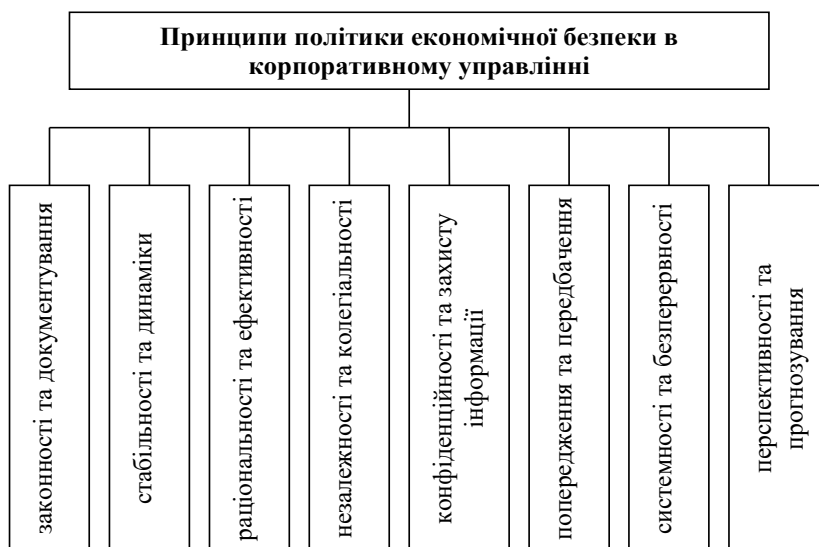 Принципи політики економічної безпеки в
корпоративному управлінні
законності та документування
стабільності та динаміки
раціональності та ефективності
незалежності та колегіальності
конфіденційності та захисту
інформації
попередження та передбачення
системності та безперервності
перспективності та
прогнозування